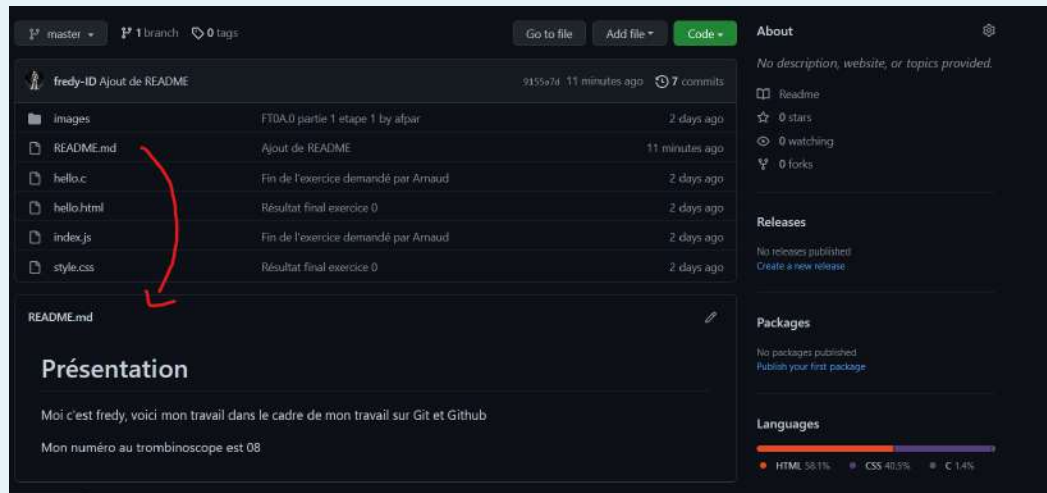 master 1 branch 0 tags Go to file Add file Code
fredy-ID Ajout de README 9155a7d 11 minutes ago 7 commits
images FT0A.0 partie 1 etape 1 by afpar 2 days ago
README.md Ajout de README 11 minutes ago
hello.c Fin de l'exercice demandé par Arnaud 2 days ago
hello.html Résultat final exercice 0 2 days ago
index.js Fin de l'exercice demandé par Arnaud 2 days ago
style.css Résultat final exercice 0 2 days ago
README.md
Présentation
Moi c'est fredy, voici mon travail dans le cadre de mon travail sur Git et Github
Mon numéro au trombinoscope est 08
About
No description, website, or topics provided.
Readme
0 stars
0 watching
0 forks
Releases
No releases published
Create a new release
Packages
No packages published
Publish your first package
Languages
HTML 58.1% CSS 40.5% C 1.4%